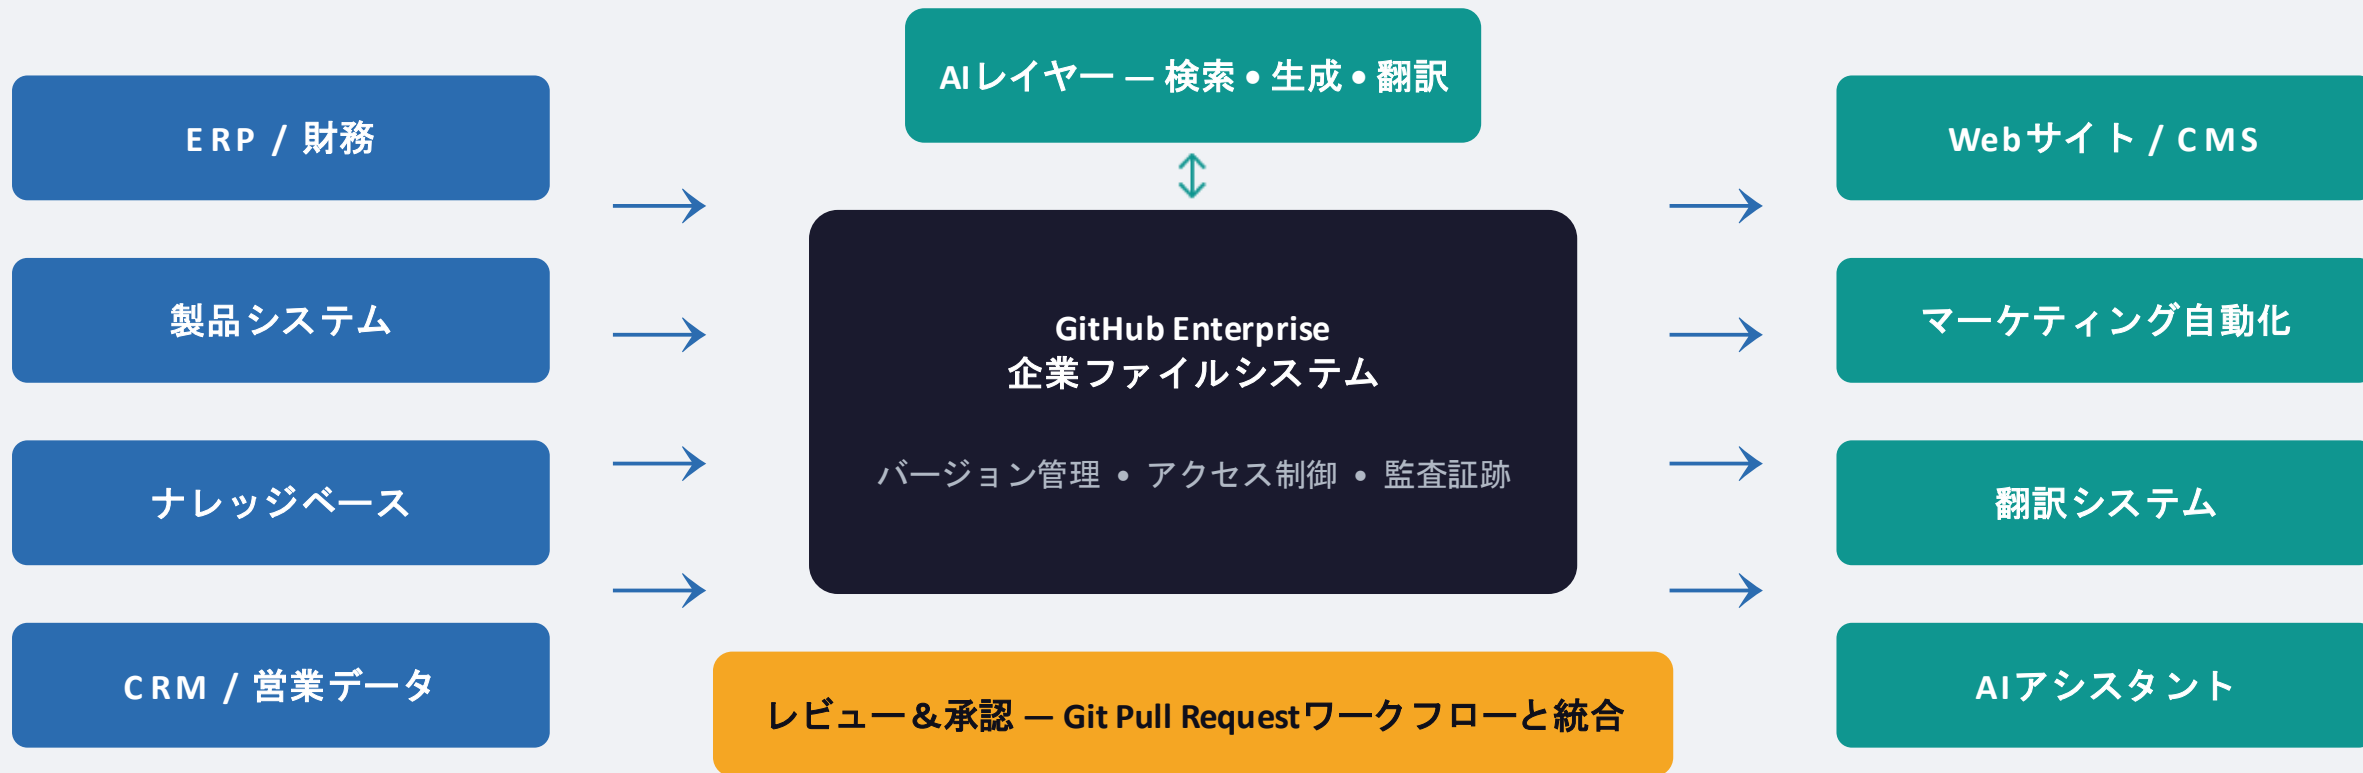 ERP / 財務
製品システム
ナレッジベース
CRM / 営業データ
AIレイヤー — 検索 • 生成 • 翻訳
GitHub Enterprise
企業ファイルシステム
バージョン管理 • アクセス制御 • 監査証跡
レビュー＆承認 — Git Pull Requestワークフローと統合
Webサイト / CMS
マーケティング自動化
翻訳システム
AIアシスタント